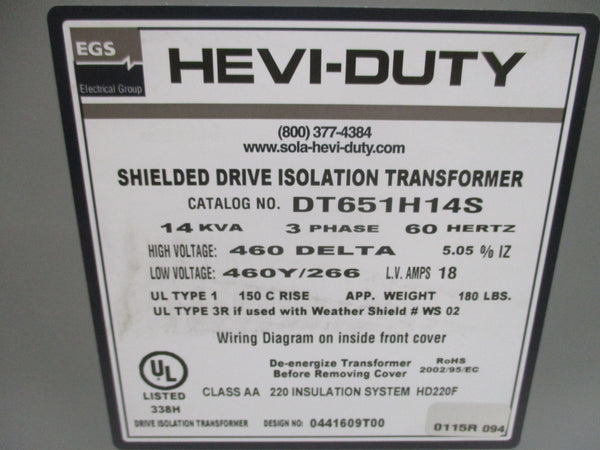 EGS
Electrical Group
HEVI-DUTY
(800) 377-4384
www.sola-hevi-duty.com
SHIELDED DRIVE ISOLATION TRANSFORMER
CATALOG NO. DT651H14S
14 KVA 3 PHASE 60 HERTZ
HIGH VOLTAGE: 460 DELTA 5.05 % IZ
LOW VOLTAGE: 460Y/266 L.V. AMPS 18
UL TYPE 1 150 C RISE APP. WEIGHT 180 LBS.
UL TYPE 3R if used with Weather Shield # WS 02
Wiring Diagram on inside front cover
De-energize Transformer RoHS
Before Removing Cover 2002/95/EC
UL
LISTED
338H
CLASS AA 220 INSULATION SYSTEM HD220F
DRIVE ISOLATION TRANSFORMER DESIGN NO: 0441609T00
0115R 094